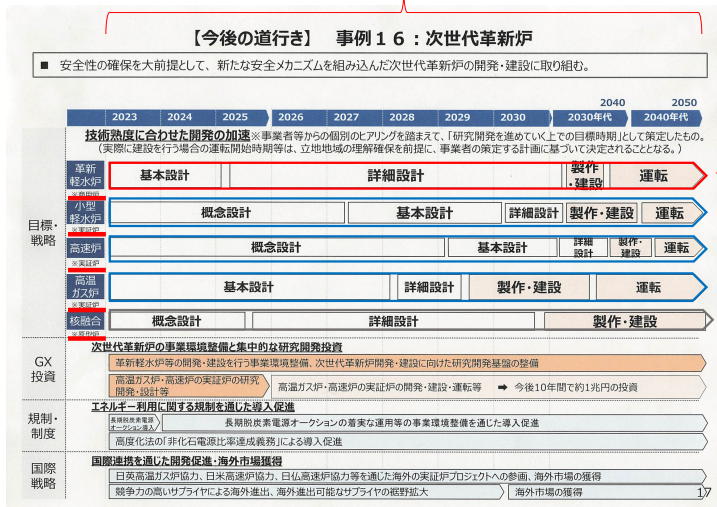 【今後の道行き】　事例１６：次世代革新炉
■ 安全性の確保を大前提として、新たな安全メカニズムを組み込んだ次世代革新炉の開発・建設に取り組む。
2040 2050
2023 2024 2025 2026 2027 2028 2029 2030 2030年代 2040年代
目標・戦略
技術熟度に合わせた開発の加速※事業者等からの個別のヒアリングを踏まえて、「研究開発を進めていく上での目標時期」として策定したもの。
（実際に建設を行う場合の運転開始時期等は、立地地域の理解確保を前提に、事業者の策定する計画に基づいて決定されることとなる。）
革新軽水炉 基本設計 詳細設計 製作・建設 運転
※商用炉
小型軽水炉 概念設計 基本設計 詳細設計 製作・建設 運転
※実証炉
高速炉 概念設計 基本設計 詳細設計 製作・建設 運転
※実証炉
高温ガス炉 基本設計 詳細設計 製作・建設 運転
※実証炉
核融合 概念設計 詳細設計 製作・建設
※原型炉
GX投資
次世代革新炉の事業環境整備と集中的な研究開発投資
革新軽水炉等の開発・建設を行う事業環境整備、次世代革新炉開発・建設に向けた研究開発基盤の整備
高温ガス炉・高速炉の実証炉の研究開発・設計等
高温ガス炉・高速炉の実証炉の開発・建設・運転等　➡ 今後10年間で約1兆円の投資
規制・制度
エネルギー利用に関する規制を通じた導入促進
長期脱炭素電源オークション導入
長期脱炭素電源オークションの着実な運用等の事業環境整備を通じた導入促進
高度化法の「非化石電源比率達成義務」による導入促進
国際戦略
国際連携を通じた開発促進・海外市場獲得
日英高温ガス炉協力、日米高速炉協力、日仏高速炉協力等を通じた海外の実証炉プロジェクトへの参画、海外市場の獲得
競争力の高いサプライヤによる海外進出、海外進出可能なサプライヤの裾野拡大
海外市場の獲得
17